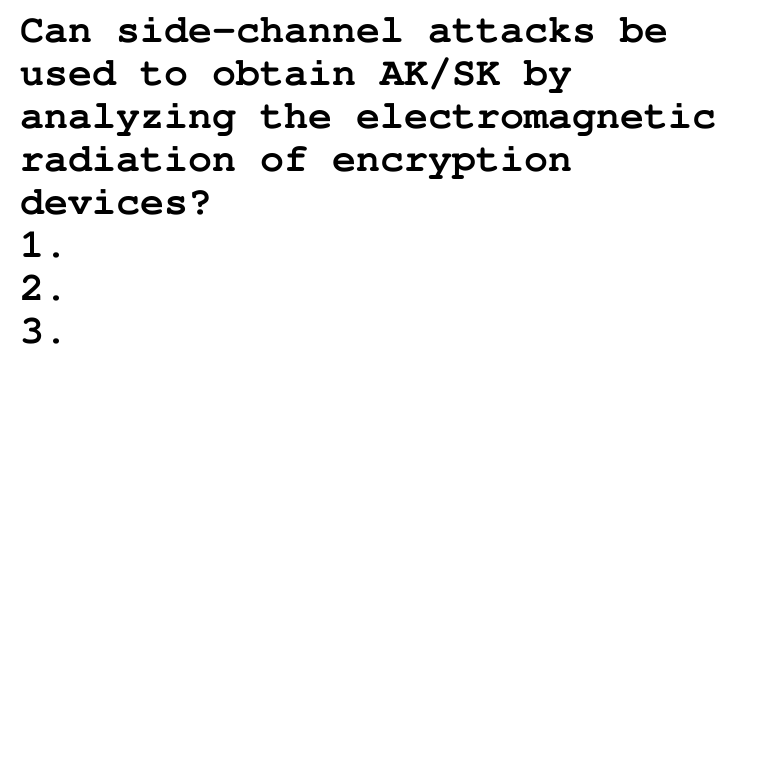 Can side-channel attacks be
used to obtain AK/SK by
analyzing the electromagnetic
radiation of encryption
devices?
1.
2.
3.